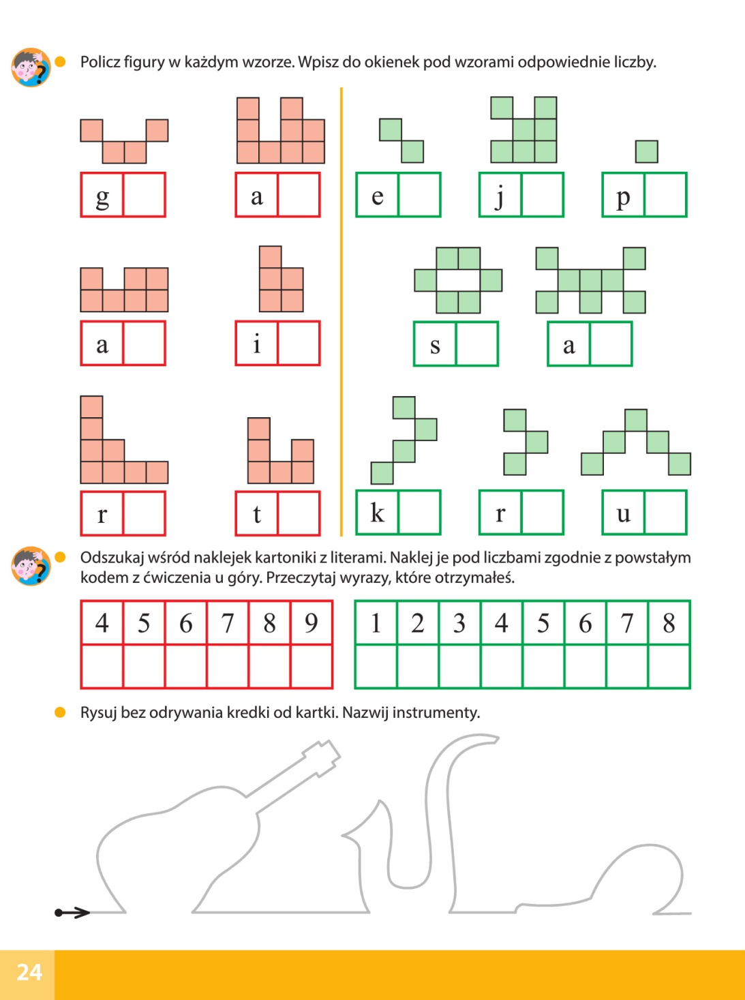 Policz figury w każdym wzorze. Wpisz do okienek pod wzorami odpowiednie liczby.
g a e j p
a i s a
r t k r u
Odszukaj wśród naklejek kartoniki z literami. Naklej je pod liczbami zgodnie z powstałym
kodem z ćwiczenia u góry. Przeczytaj wyrazy, które otrzymałeś.
4 5 6 7 8 9 1 2 3 4 5 6 7 8
Rysuj bez odrywania kredki od kartki. Nazwij instrumenty.
24